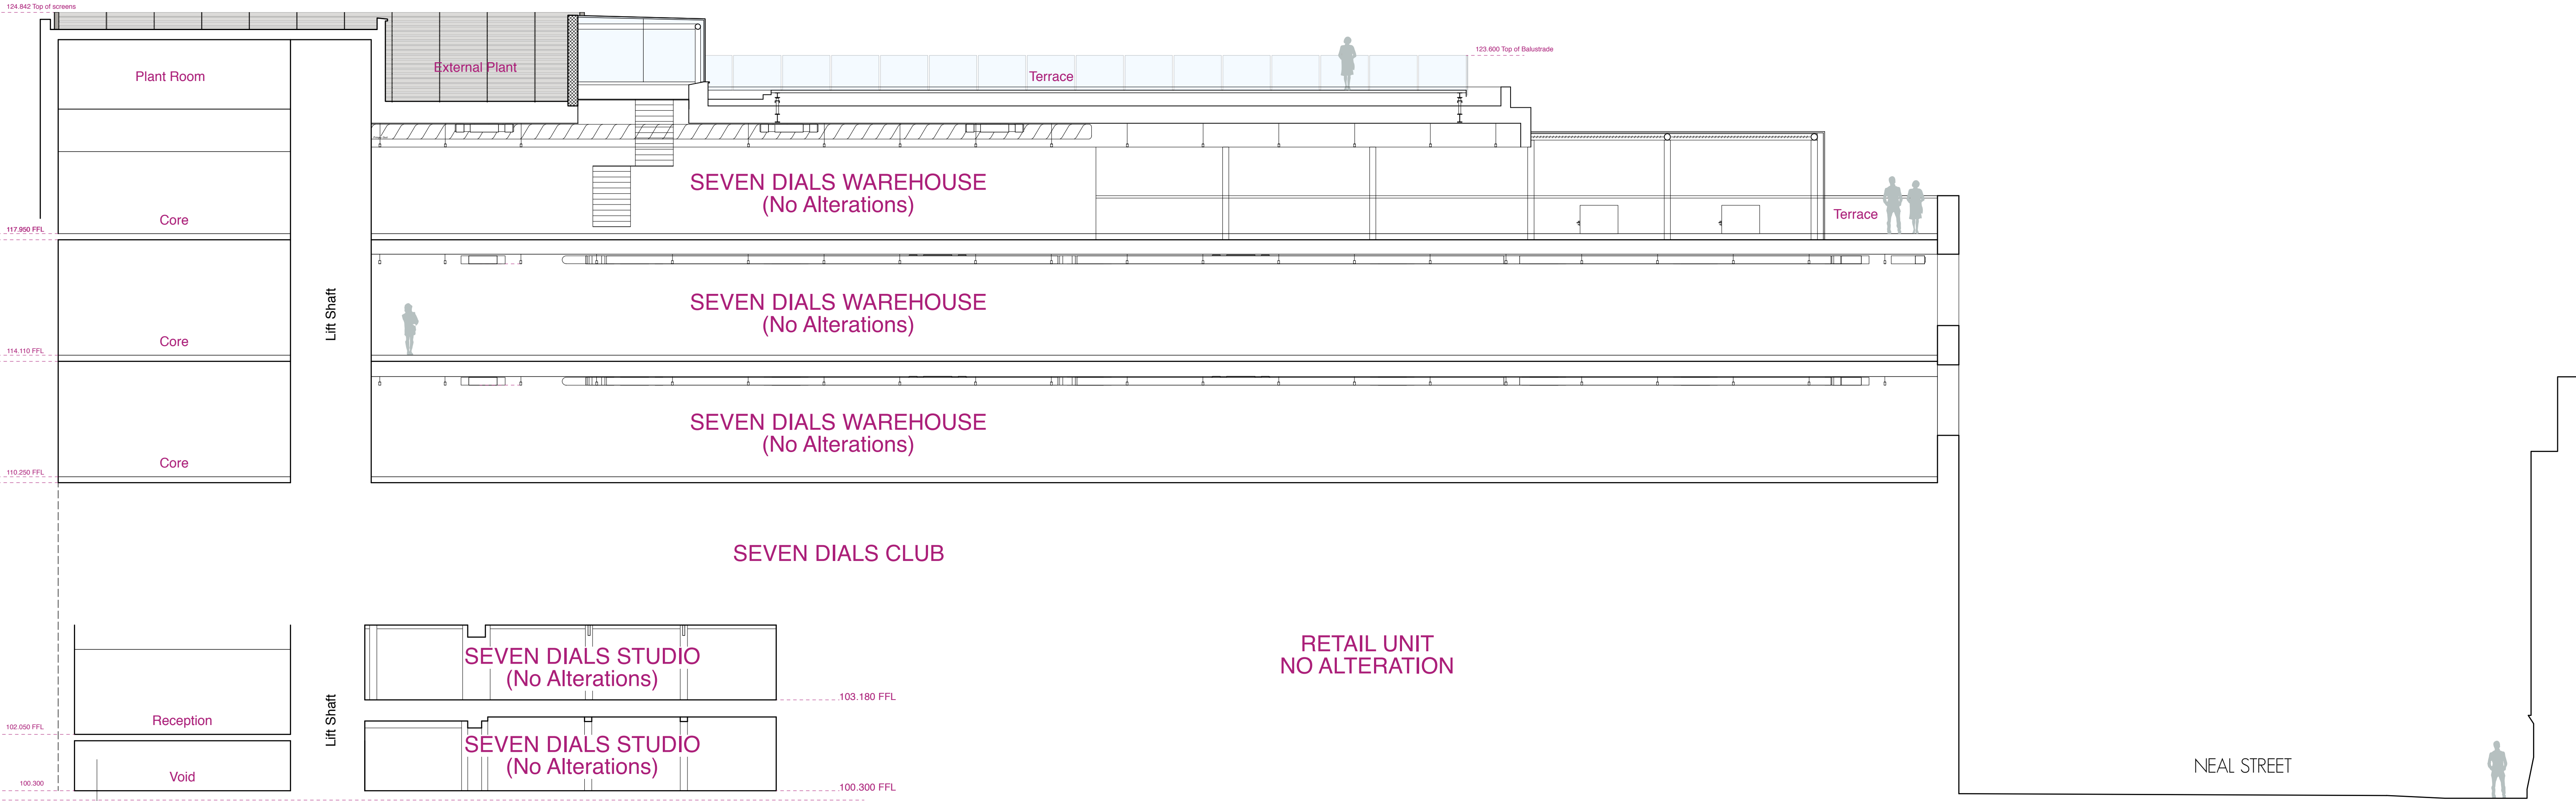 124.842 Top of screens
123.600 Top of Balustrade
External Plant
Plant Room
Terrace
SEVEN DIALS WAREHOUSE
(No Alterations)
Core
Terrace
117.950 FFL
SEVEN DIALS WAREHOUSE
(No Alterations)
Lift Shaft
Core
114.110 FFL
SEVEN DIALS WAREHOUSE
(No Alterations)
Core
110.250 FFL
SEVEN DIALS CLUB
RETAIL UNIT
NO ALTERATION
SEVEN DIALS STUDIO
(No Alterations)
103.180 FFL
Reception
Lift Shaft
102.050 FFL
SEVEN DIALS STUDIO
(No Alterations)
NEAL STREET
Void
100.300
100.300 FFL